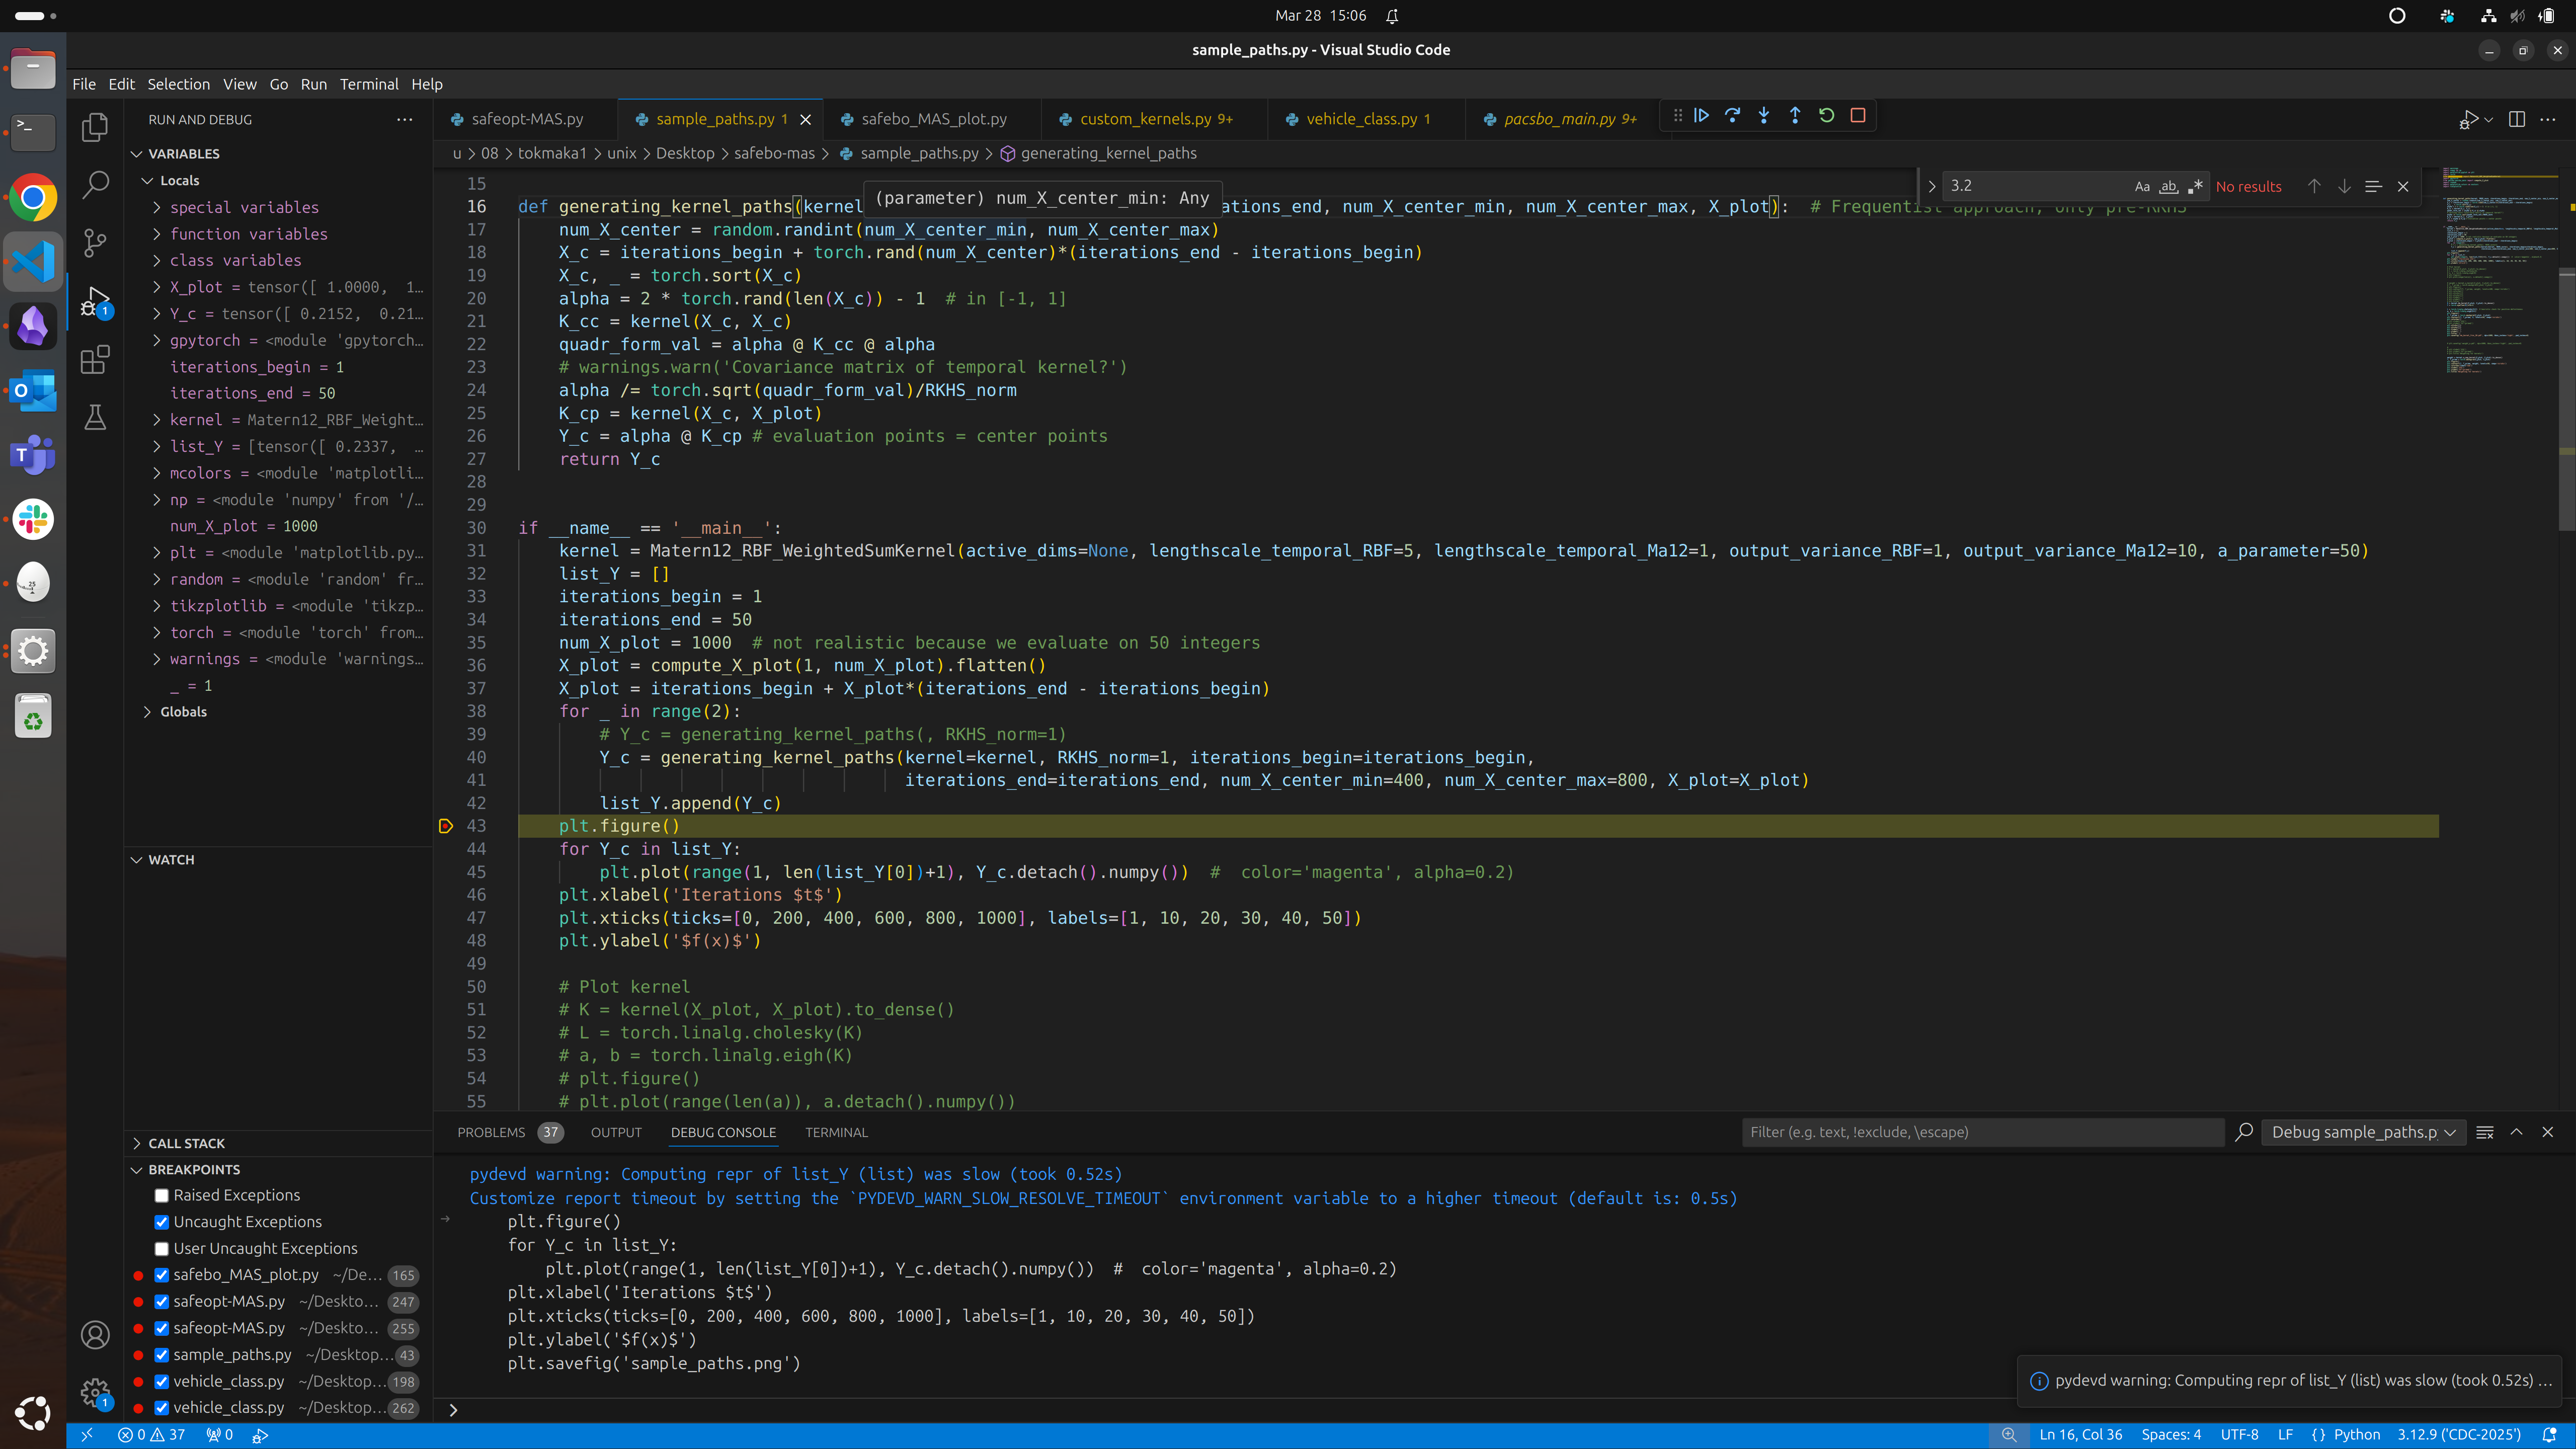 Mar 28 15:06
sample_paths.py - Visual Studio Code
File Edit Selection View Go Run Terminal Help
RUN AND DEBUG
VARIABLES
Locals
special variables
function variables
class variables
X_plot = tensor([ 1.0000, 1…
Y_c = tensor([ 0.2152, 0.21…
gpytorch = <module 'gpytorch…
iterations_begin = 1
iterations_end = 50
kernel = Matern12_RBF_Weight…
list_Y = [tensor([ 0.2337, …
mcolors = <module 'matplotli…
np = <module 'numpy' from '/…
num_X_plot = 1000
plt = <module 'matplotlib.py…
random = <module 'random' fr…
tikzplotlib = <module 'tikzp…
torch = <module 'torch' from…
warnings = <module 'warnings…
_ = 1
Globals
WATCH
CALL STACK
BREAKPOINTS
Raised Exceptions
Uncaught Exceptions
User Uncaught Exceptions
safebo_MAS_plot.py ~/De… 165
safeopt-MAS.py ~/Deskto… 247
safeopt-MAS.py ~/Deskto… 255
sample_paths.py ~/Desktop… 43
vehicle_class.py ~/Desktop… 198
vehicle_class.py ~/Desktop… 262
safeopt-MAS.py sample_paths.py 1 safebo_MAS_plot.py custom_kernels.py 9+ vehicle_class.py 1 pacsbo_main.py 9+
u > 08 > tokmaka1 > unix > Desktop > safebo-mas > sample_paths.py > generating_kernel_paths
3.2 Aa ab .* No results
(parameter) num_X_center_min: Any
15
16 def generating_kernel_paths(kernel ations_end, num_X_center_min, num_X_center_max, X_plot): # Frequentist approach, only pre-RKHS
17 num_X_center = random.randint(num_X_center_min, num_X_center_max)
18 X_c = iterations_begin + torch.rand(num_X_center)*(iterations_end - iterations_begin)
19 X_c, _ = torch.sort(X_c)
20 alpha = 2 * torch.rand(len(X_c)) - 1 # in [-1, 1]
21 K_cc = kernel(X_c, X_c)
22 quadr_form_val = alpha @ K_cc @ alpha
23 # warnings.warn('Covariance matrix of temporal kernel?')
24 alpha /= torch.sqrt(quadr_form_val)/RKHS_norm
25 K_cp = kernel(X_c, X_plot)
26 Y_c = alpha @ K_cp # evaluation points = center points
27 return Y_c
28
29
30 if __name__ == '__main__':
31 kernel = Matern12_RBF_WeightedSumKernel(active_dims=None, lengthscale_temporal_RBF=5, lengthscale_temporal_Ma12=1, output_variance_RBF=1, output_variance_Ma12=10, a_parameter=50)
32 list_Y = []
33 iterations_begin = 1
34 iterations_end = 50
35 num_X_plot = 1000 # not realistic because we evaluate on 50 integers
36 X_plot = compute_X_plot(1, num_X_plot).flatten()
37 X_plot = iterations_begin + X_plot*(iterations_end - iterations_begin)
38 for _ in range(2):
39 # Y_c = generating_kernel_paths(, RKHS_norm=1)
40 Y_c = generating_kernel_paths(kernel=kernel, RKHS_norm=1, iterations_begin=iterations_begin,
41 iterations_end=iterations_end, num_X_center_min=400, num_X_center_max=800, X_plot=X_plot)
42 list_Y.append(Y_c)
43 plt.figure()
44 for Y_c in list_Y:
45 plt.plot(range(1, len(list_Y[0])+1), Y_c.detach().numpy()) # color='magenta', alpha=0.2)
46 plt.xlabel('Iterations $t$')
47 plt.xticks(ticks=[0, 200, 400, 600, 800, 1000], labels=[1, 10, 20, 30, 40, 50])
48 plt.ylabel('$f(x)$')
49
50 # Plot kernel
51 # K = kernel(X_plot, X_plot).to_dense()
52 # L = torch.linalg.cholesky(K)
53 # a, b = torch.linalg.eigh(K)
54 # plt.figure()
55 # plt.plot(range(len(a)), a.detach().numpy())
PROBLEMS 37 OUTPUT DEBUG CONSOLE TERMINAL
Filter (e.g. text, !exclude, \escape)
Debug sample_paths.p
pydevd warning: Computing repr of list_Y (list) was slow (took 0.52s)
Customize report timeout by setting the `PYDEVD_WARN_SLOW_RESOLVE_TIMEOUT` environment variable to a higher timeout (default is: 0.5s)
plt.figure()
for Y_c in list_Y:
plt.plot(range(1, len(list_Y[0])+1), Y_c.detach().numpy()) # color='magenta', alpha=0.2)
plt.xlabel('Iterations $t$')
plt.xticks(ticks=[0, 200, 400, 600, 800, 1000], labels=[1, 10, 20, 30, 40, 50])
plt.ylabel('$f(x)$')
plt.savefig('sample_paths.png')
pydevd warning: Computing repr of list_Y (list) was slow (took 0.52s) …
0 37 0
Ln 16, Col 36 Spaces: 4 UTF-8 LF {} Python 3.12.9 ('CDC-2025')